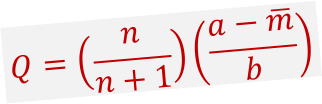 Q = (n/(n + 1))((a − m̅)/b)